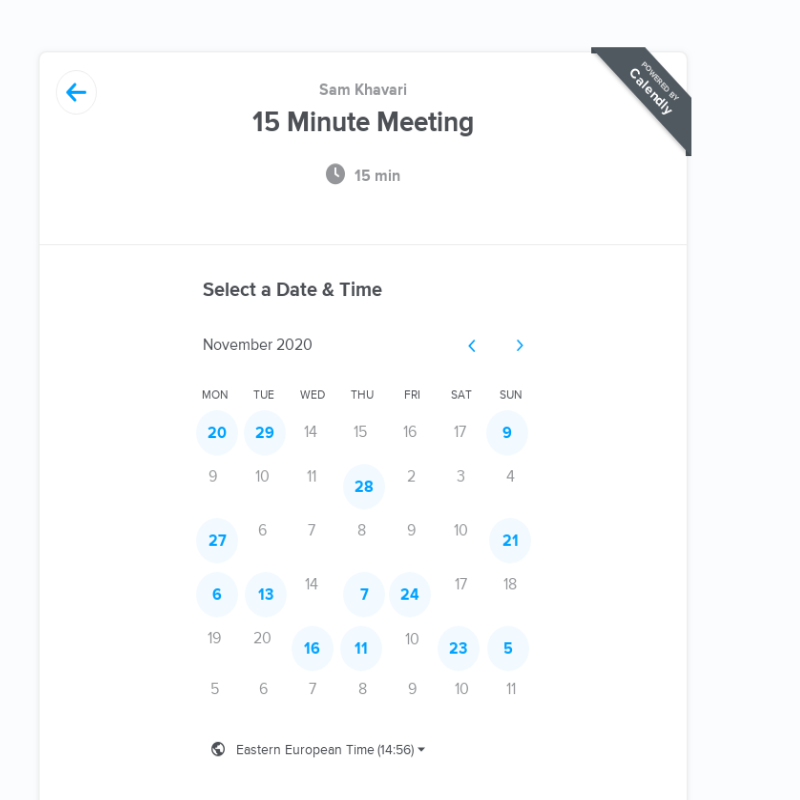 POWERED BY
Calendly
Sam Khavari
15 Minute Meeting
15 min
Select a Date & Time
November 2020
MON TUE WED THU FRI SAT SUN
20 29 14 15 16 17 9
9 10 11 28 2 3 4
27 6 7 8 9 10 21
6 13 14 7 24 17 18
19 20 16 11 10 23 5
5 6 7 8 9 10 11
Eastern European Time (14:56)